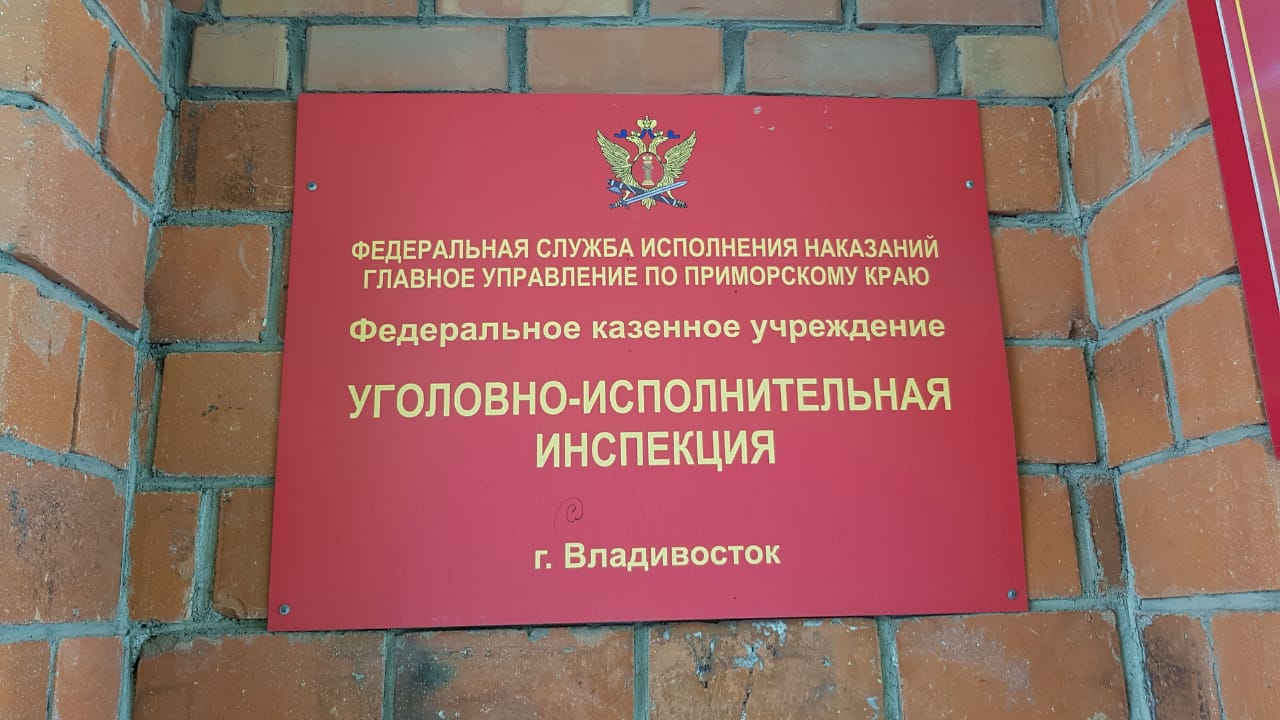 ФЕДЕРАЛЬНАЯ СЛУЖБА ИСПОЛНЕНИЯ НАКАЗАНИЙ
ГЛАВНОЕ УПРАВЛЕНИЕ ПО ПРИМОРСКОМУ КРАЮ
Федеральное казенное учреждение
УГОЛОВНО-ИСПОЛНИТЕЛЬНАЯ
ИНСПЕКЦИЯ
г. Владивосток